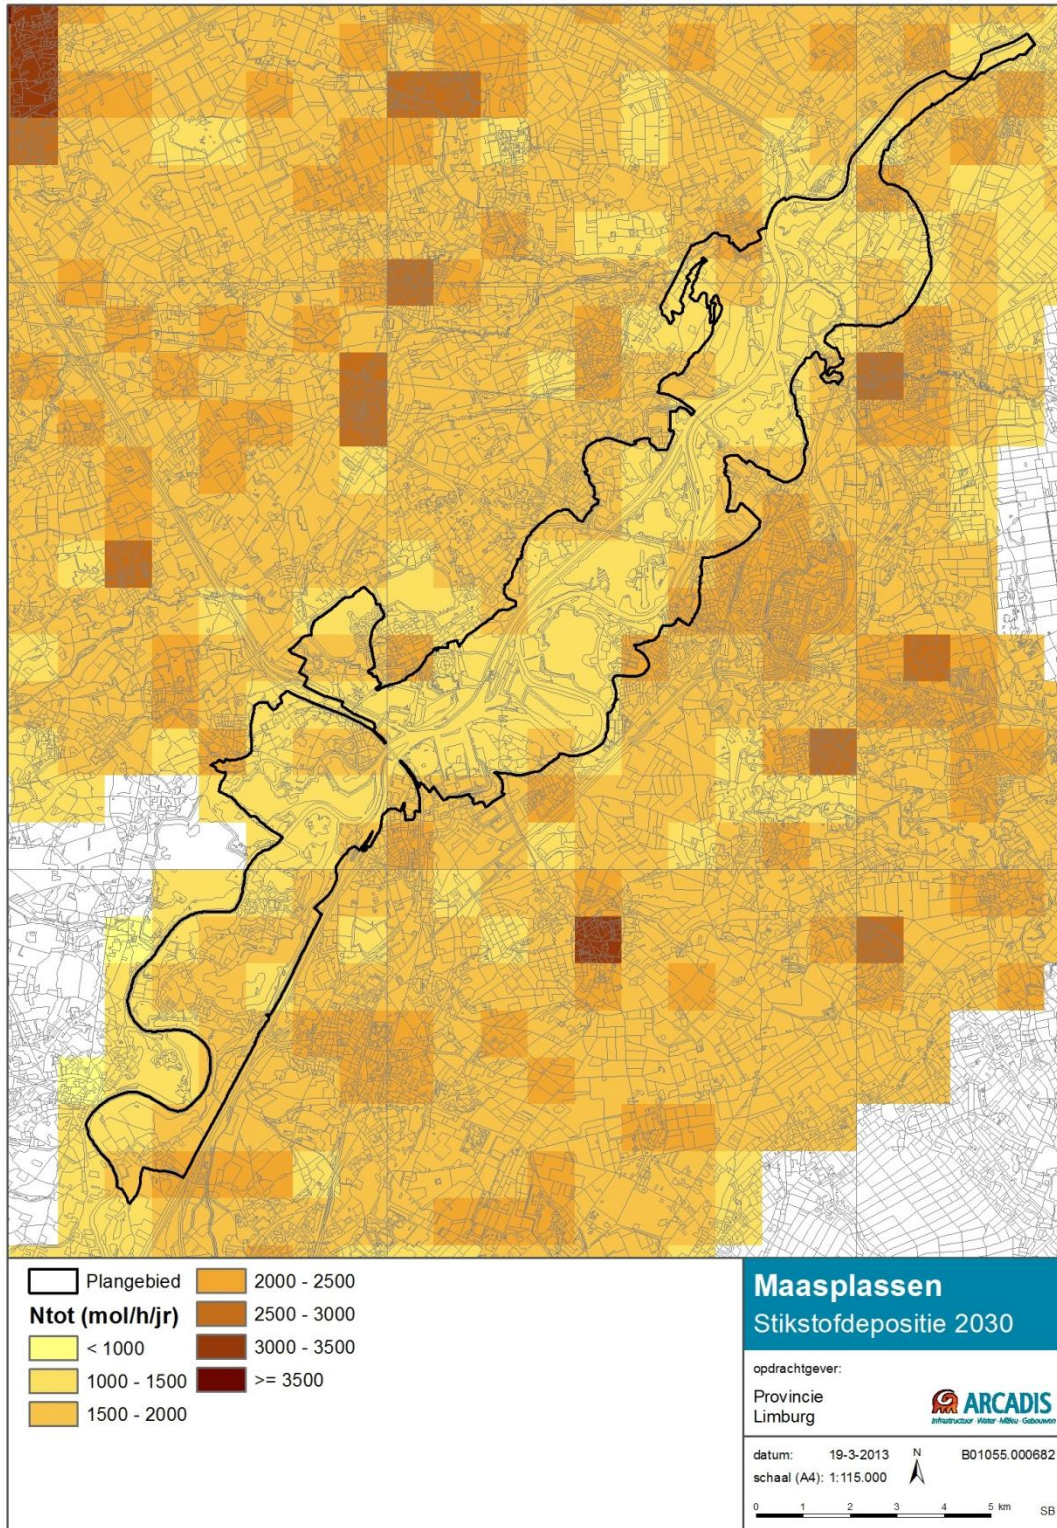 Plangebied
Ntot (mol/h/jr)
< 1000
1000 - 1500
1500 - 2000
2000 - 2500
2500 - 3000
3000 - 3500
>= 3500
Maasplassen
Stikstofdepositie 2030
opdrachtgever:
Provincie
Limburg
ARCADIS
Infrastructuur · Water · Milieu · Gebouwen
datum: 19-3-2013 N B01055.000682
schaal (A4): 1:115.000
0 1 2 3 4 5 km SB